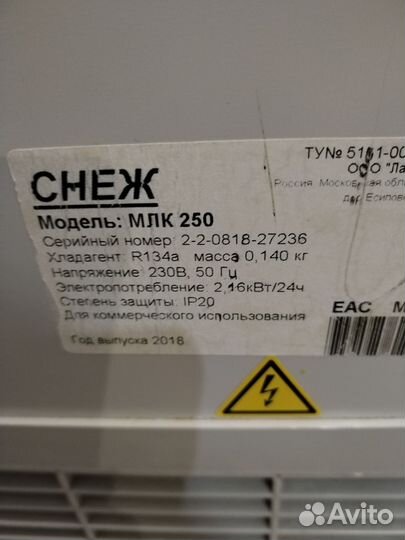 ТУ№ 5151-00
ООО "Ла
Россия. Московская обл
дер Есипово
СНЕЖ
Модель: МЛК 250
Серийный номер 2-2-0818-27236
Хладагент: R134a масса 0,140 кг
Напряжение: 230В, 50 Гц
Электропотребление: 2,16кВт/24ч
Степень защиты: IP20
Для коммерческого использования
EAC М
Год выпуска 2018
Avito